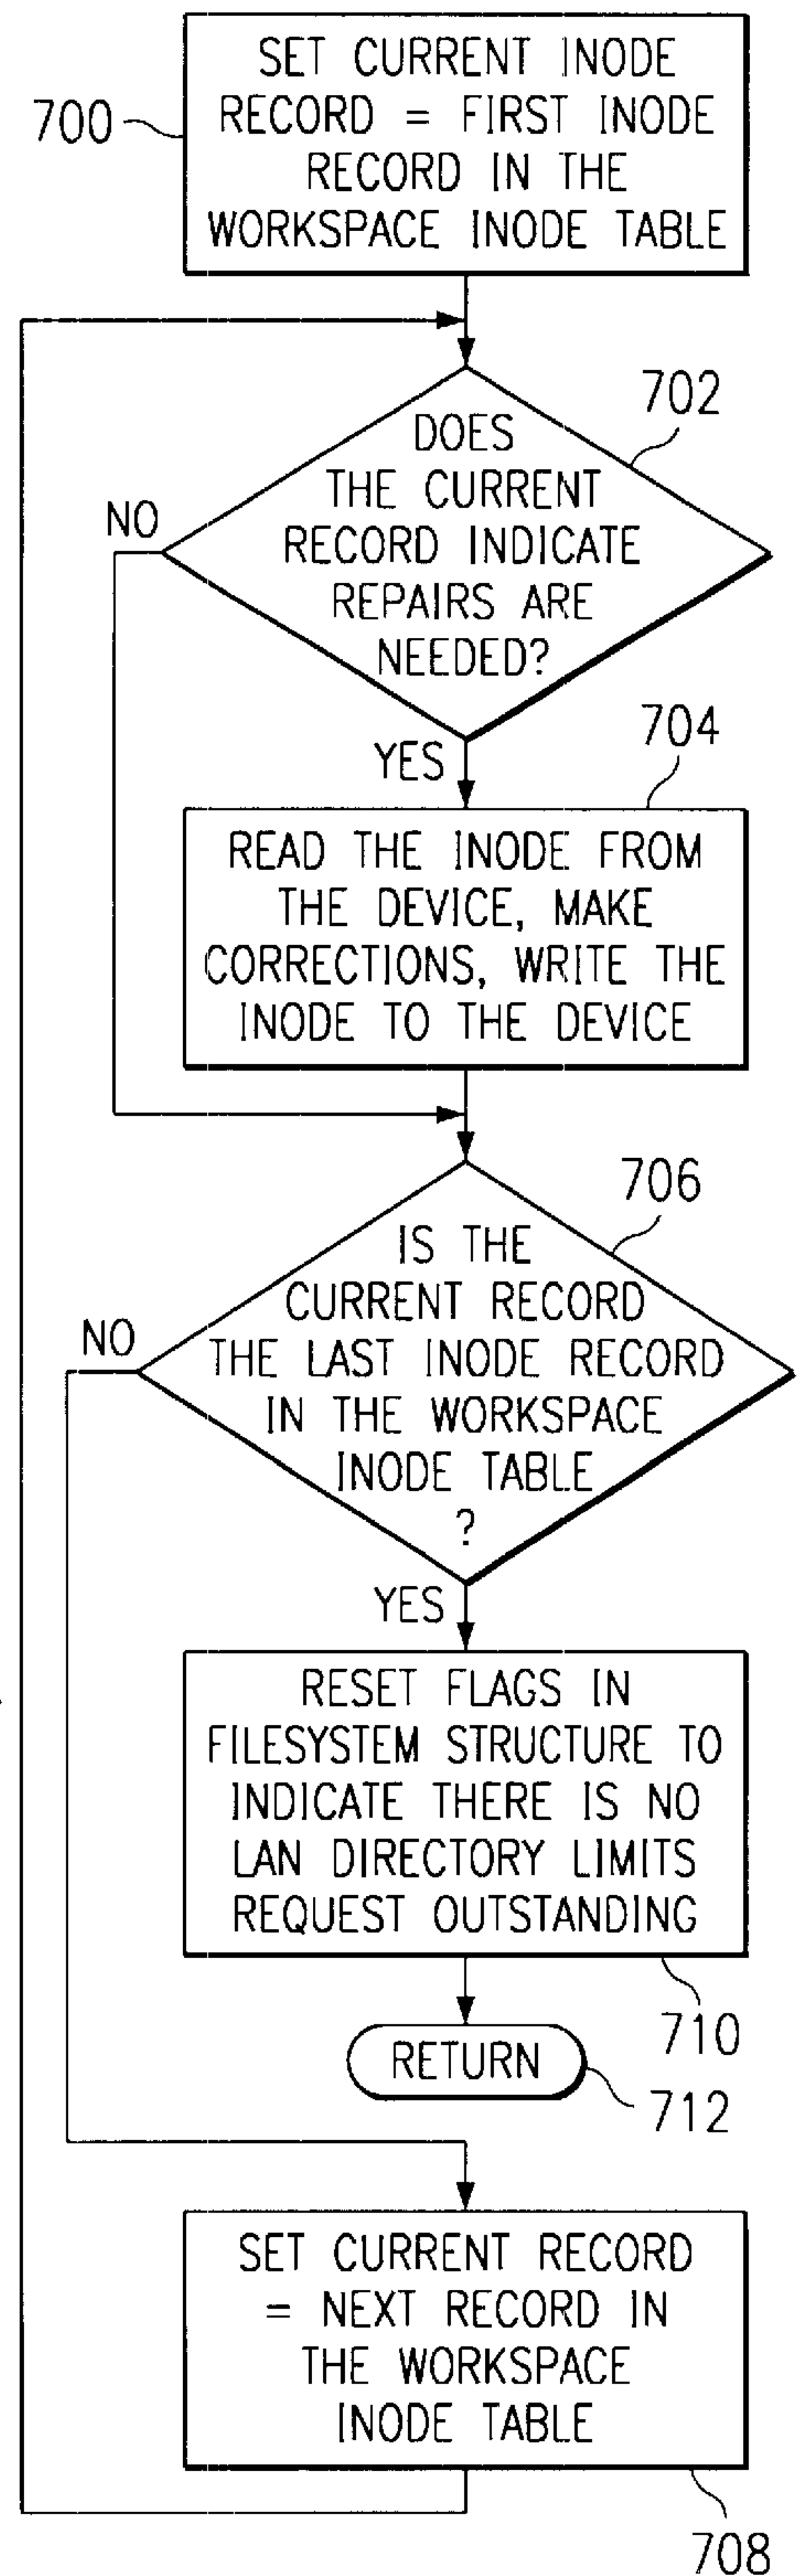 SET CURRENT INODE
RECORD = FIRST INODE
RECORD IN THE
WORKSPACE INODE TABLE
700
702
DOES
THE CURRENT
RECORD INDICATE
REPAIRS ARE
NEEDED?
NO
YES
704
READ THE INODE FROM
THE DEVICE, MAKE
CORRECTIONS, WRITE THE
INODE TO THE DEVICE
706
IS THE
CURRENT RECORD
THE LAST INODE RECORD
IN THE WORKSPACE
INODE TABLE
?
NO
YES
RESET FLAGS IN
FILESYSTEM STRUCTURE TO
INDICATE THERE IS NO
LAN DIRECTORY LIMITS
REQUEST OUTSTANDING
710
RETURN
712
SET CURRENT RECORD
= NEXT RECORD IN
THE WORKSPACE
INODE TABLE
708